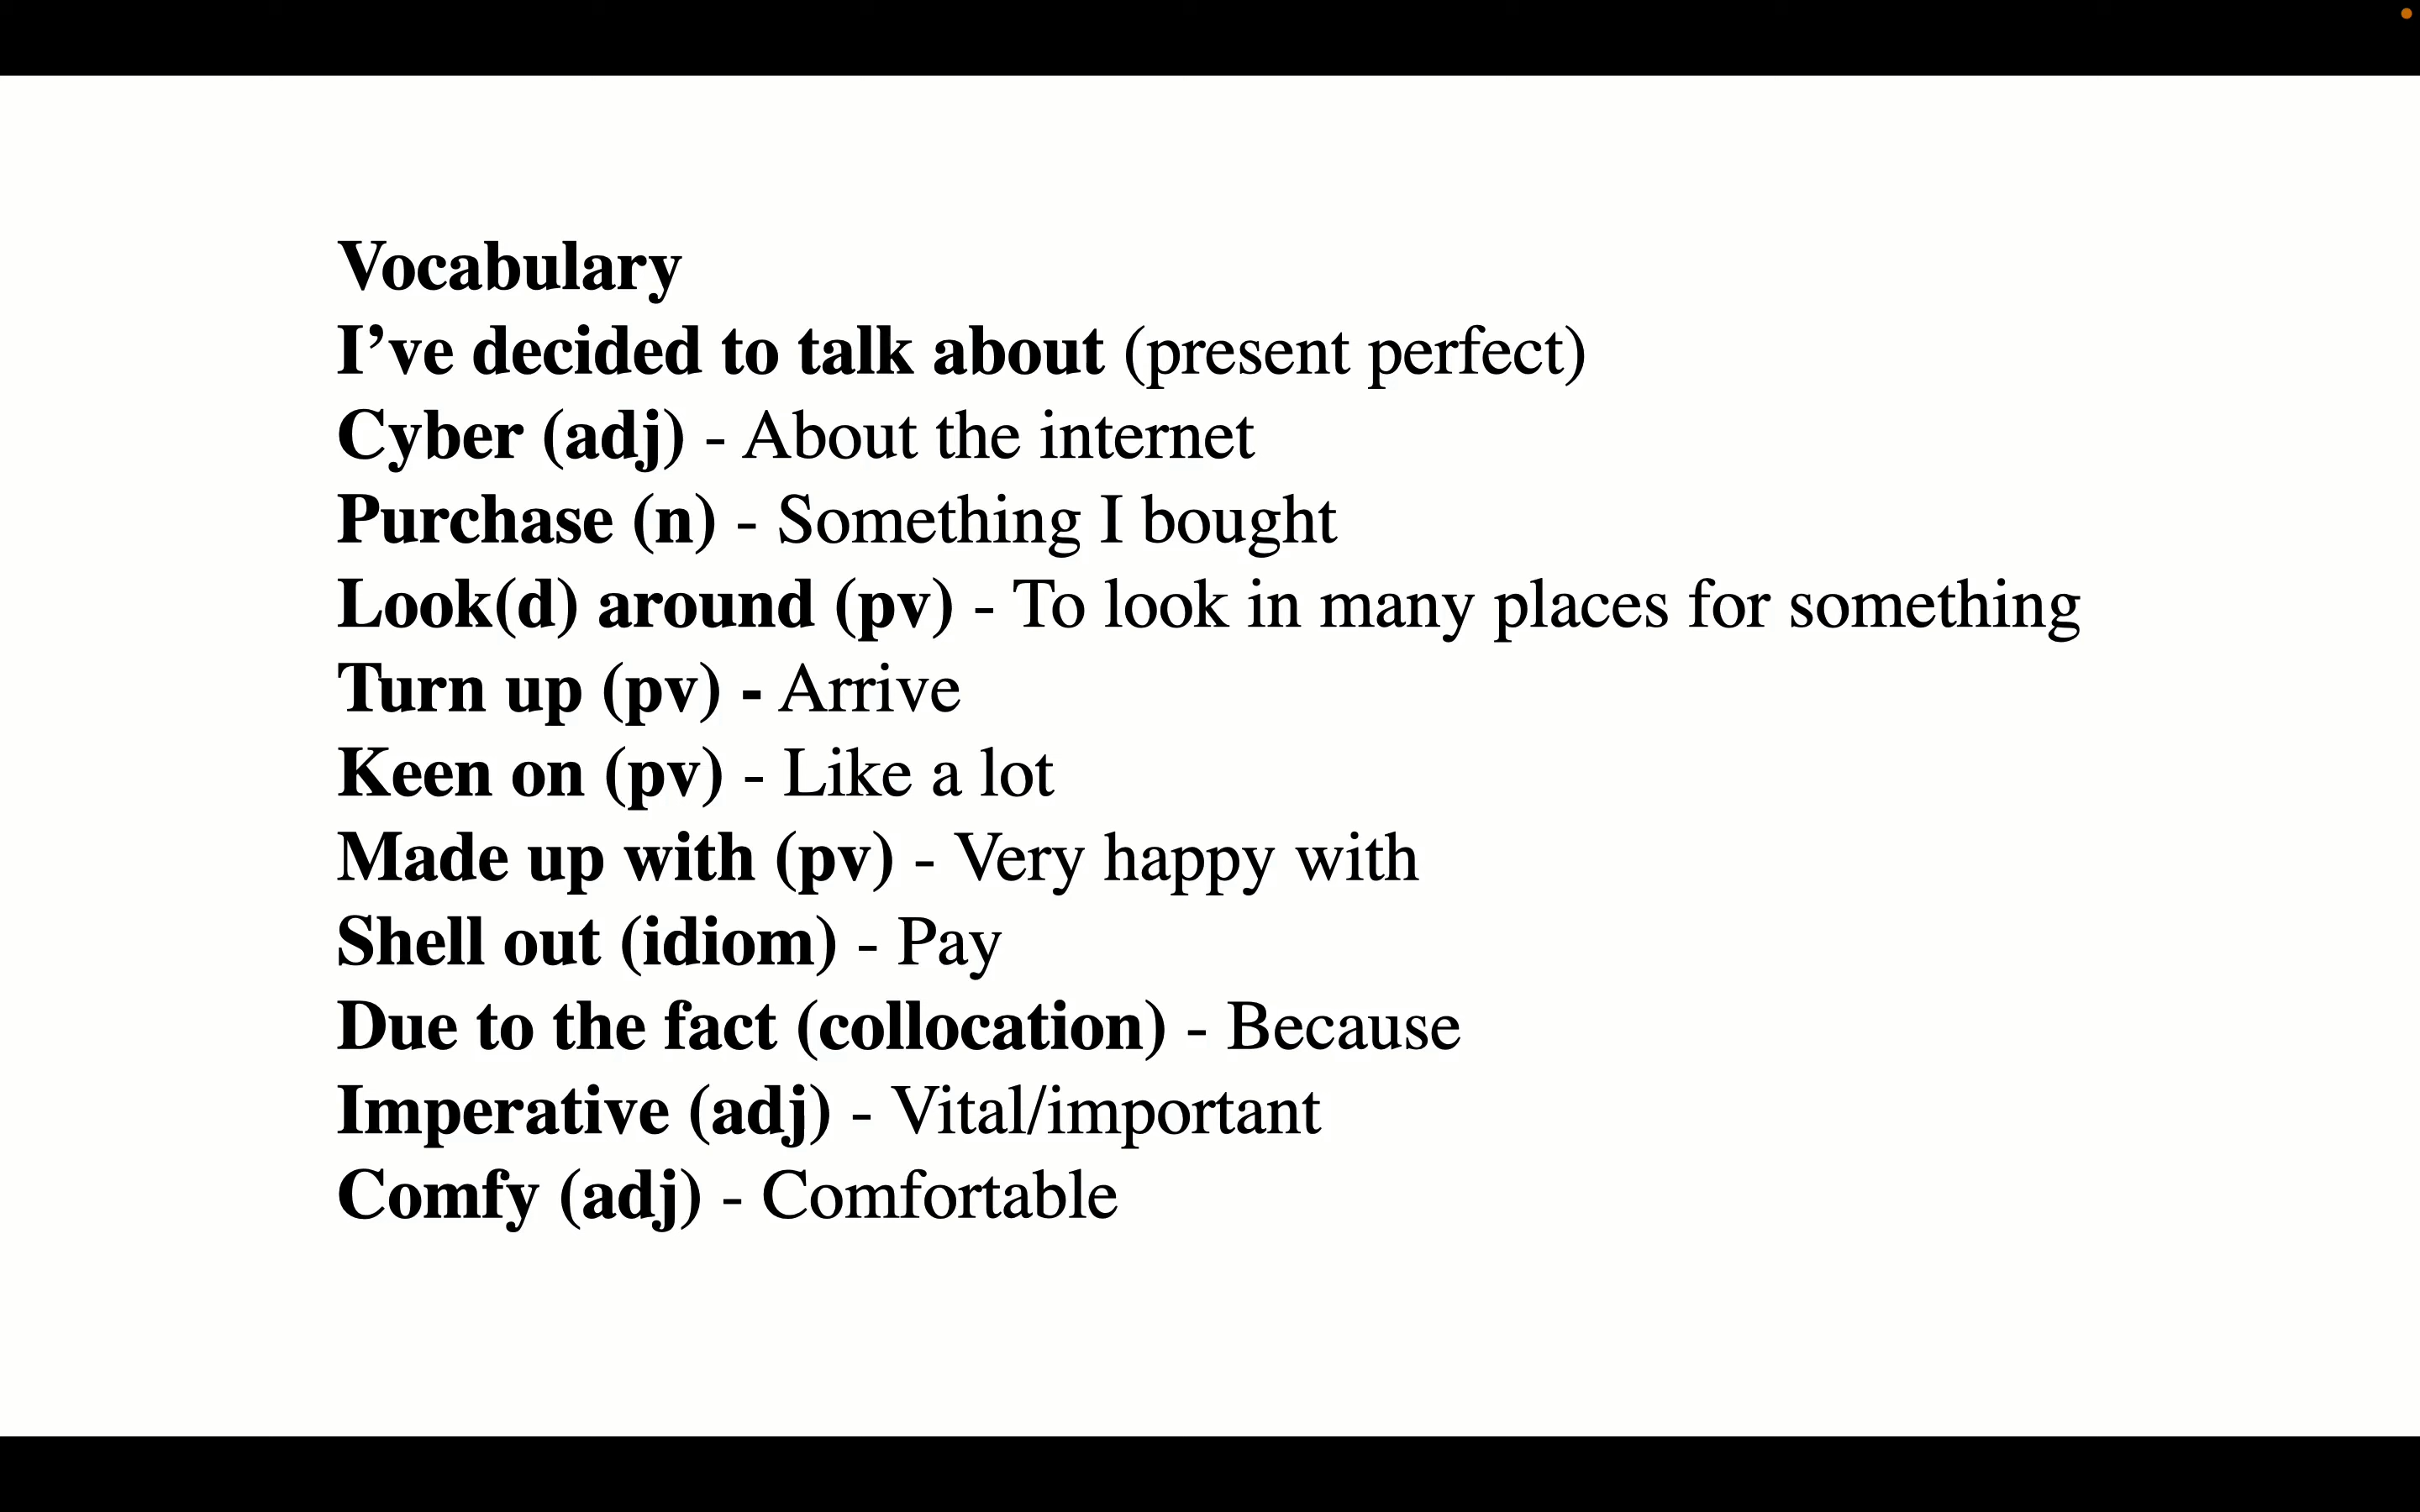 Vocabulary
I’ve decided to talk about (present perfect)
Cyber (adj) - About the internet
Purchase (n) - Something I bought
Look(d) around (pv) - To look in many places for something
Turn up (pv) - Arrive
Keen on (pv) - Like a lot
Made up with (pv) - Very happy with
Shell out (idiom) - Pay
Due to the fact (collocation) - Because
Imperative (adj) - Vital/important
Comfy (adj) - Comfortable